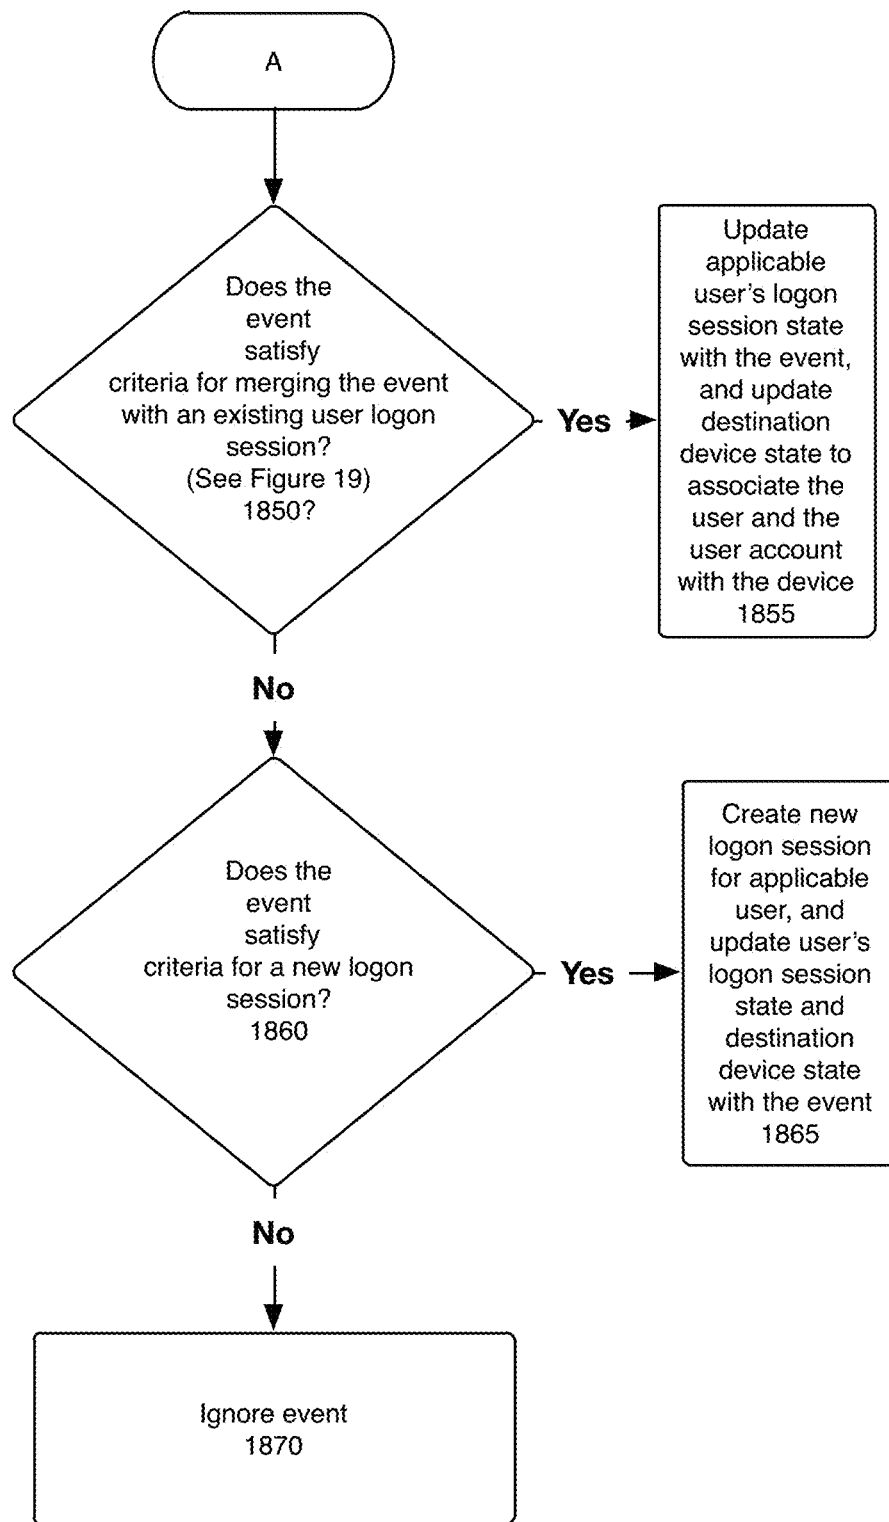 A
Does the
event
satisfy
criteria for merging the event
with an existing user logon
session?
(See Figure 19)
1850?
Yes
Update
applicable
user's logon
session state
with the event,
and update
destination
device state to
associate the
user and the
user account
with the device
1855
No
Does the
event
satisfy
criteria for a new logon
session?
1860
Yes
Create new
logon session
for applicable
user, and
update user's
logon session
state and
destination
device state
with the event
1865
No
Ignore event
1870